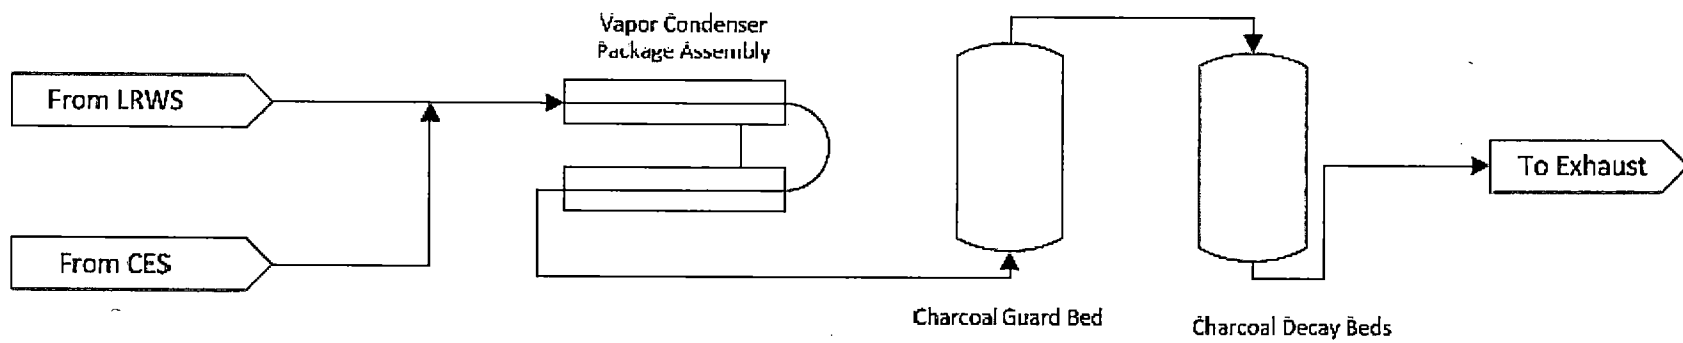 Vapor Condenser
Package Assembly
From LRWS
To Exhaust
From CES
Charcoal Guard Bed
Charcoal Decay Beds